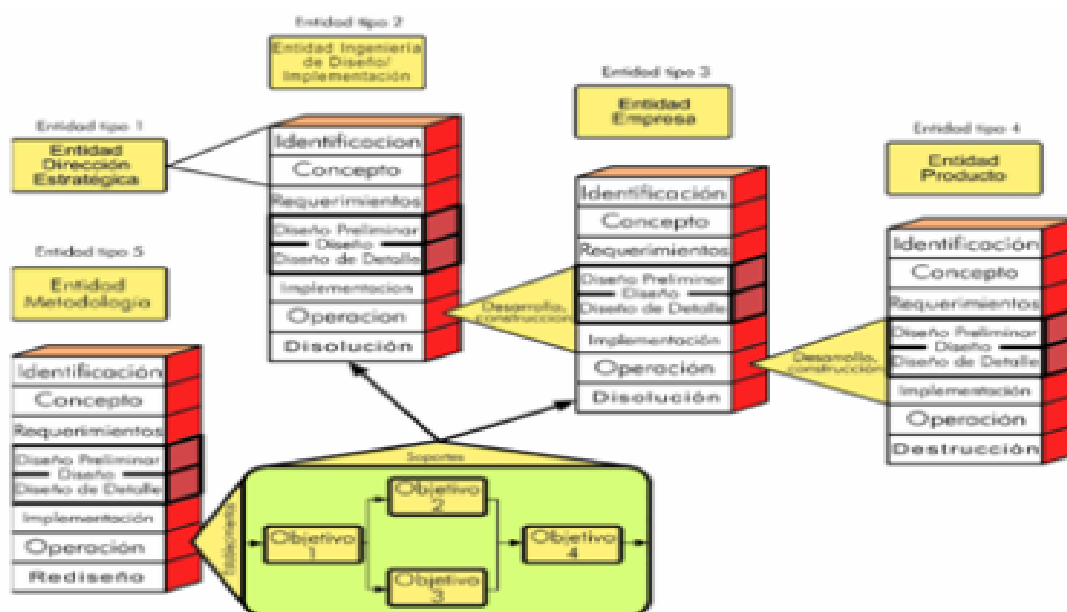 Entidad tipo 1
Entidad
Dirección
Estratégica
Entidad tipo 2
Entidad Ingeniería
de Diseño/
Implementación
Identificacion
Concepto
Requerimientos
Diseño Preliminar
Diseño
Diseño de Detalle
Implementacion
Operacion
Disolución
Entidad tipo 3
Entidad
Empresa
Identificación
Concepto
Requerimientos
Diseño Preliminar
Diseño
Diseño de Detalle
Implementación
Operación
Disolución
Desarrollo,
construcción
Entidad tipo 4
Entidad
Producto
Identificación
Concepto
Requerimientos
Diseño Preliminar
Diseño
Diseño de Detalle
Implementación
Operación
Destrucción
Desarrollo,
construcción
Entidad tipo 5
Entidad
Metodología
Identificación
Concepto
Requerimientos
Diseño Preliminar
Diseño
Diseño de Detalle
Implementación
Operación
Rediseño
Soportes
Objetivo
1
Objetivo
2
Objetivo
3
Objetivo
4